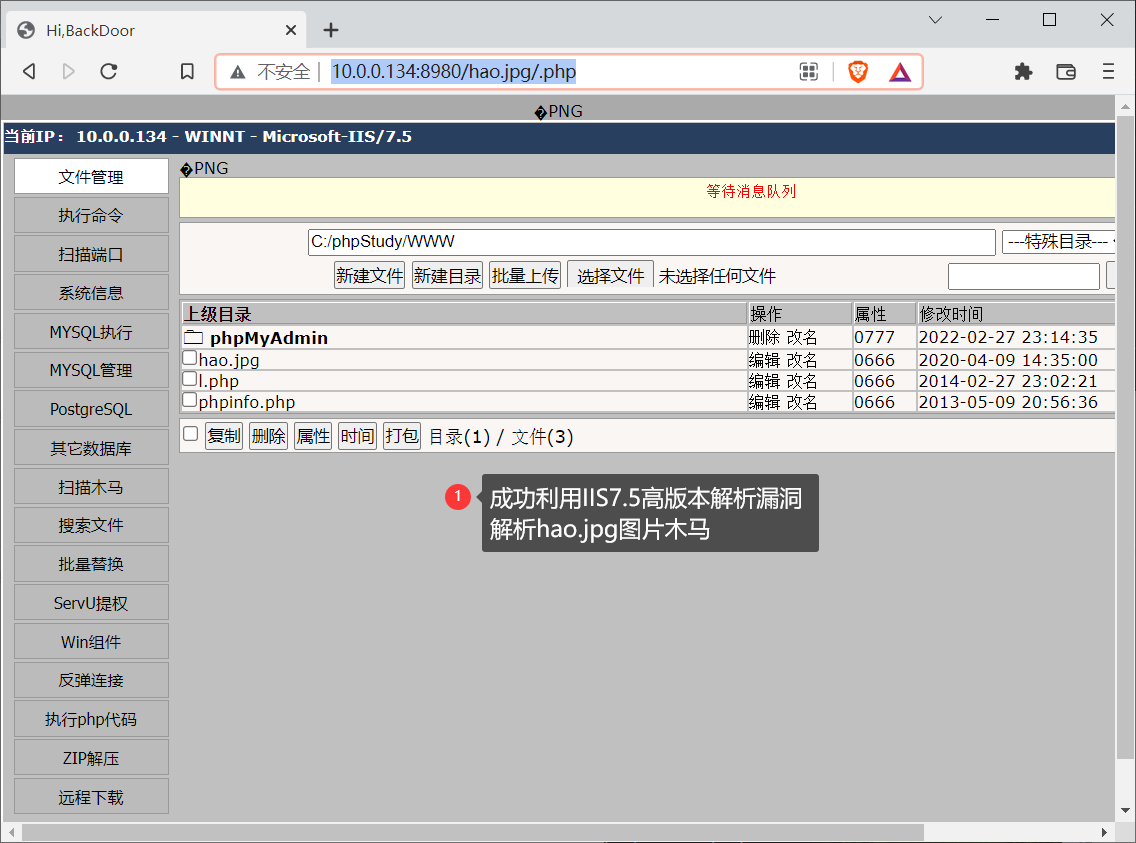 Hi,BackDoor
不安全 10.0.0.134:8980/hao.jpg/.php
�PNG
当前IP： 10.0.0.134 - WINNT - Microsoft-IIS/7.5
文件管理
执行命令
扫描端口
系统信息
MYSQL执行
MYSQL管理
PostgreSQL
其它数据库
扫描木马
搜索文件
批量替换
ServU提权
Win组件
反弹连接
执行php代码
ZIP解压
远程下载
�PNG
等待消息队列
C:/phpStudy/WWW ---特殊目录---
新建文件 新建目录 批量上传 选择文件 未选择任何文件
上级目录 操作 属性 修改时间
phpMyAdmin 删除 改名 0777 2022-02-27 23:14:35
hao.jpg 编辑 改名 0666 2020-04-09 14:35:00
l.php 编辑 改名 0666 2014-02-27 23:02:21
phpinfo.php 编辑 改名 0666 2013-05-09 20:56:36
复制 删除 属性 时间 打包 目录(1) / 文件(3)
1 成功利用IIS7.5高版本解析漏洞
解析hao.jpg图片木马